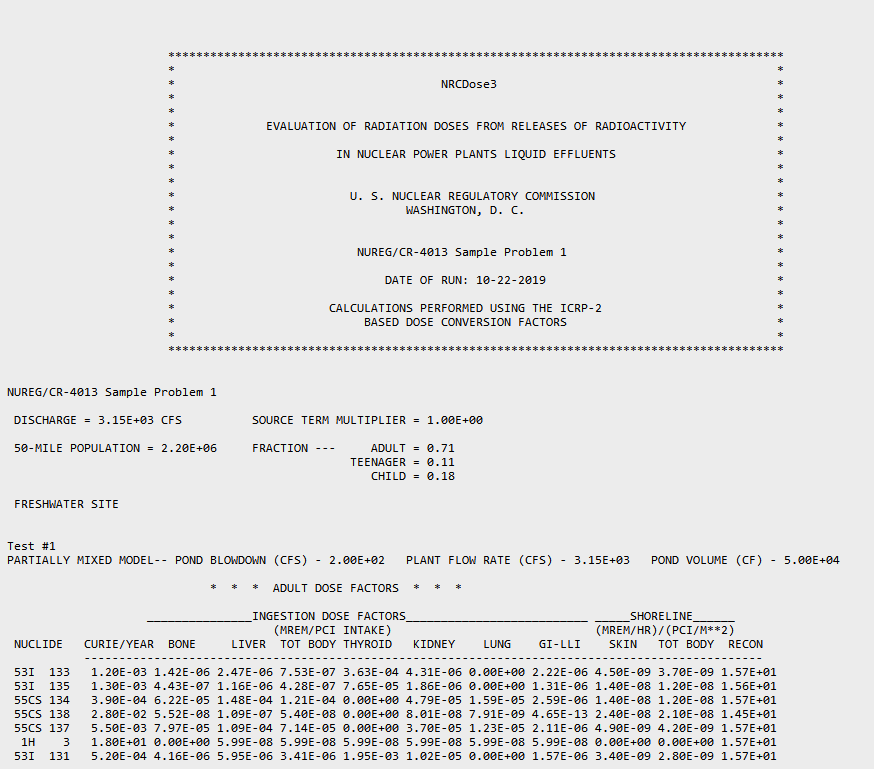 ********************************************************************************
* *
* NRCDose3 *
* *
* *
* EVALUATION OF RADIATION DOSES FROM RELEASES OF RADIOACTIVITY *
* *
* IN NUCLEAR POWER PLANTS LIQUID EFFLUENTS *
* *
* *
* U. S. NUCLEAR REGULATORY COMMISSION *
* WASHINGTON, D. C. *
* *
* *
* NUREG/CR-4013 Sample Problem 1 *
* *
* DATE OF RUN: 10-22-2019 *
* *
* CALCULATIONS PERFORMED USING THE ICRP-2 *
* BASED DOSE CONVERSION FACTORS *
* *
********************************************************************************
NUREG/CR-4013 Sample Problem 1
DISCHARGE = 3.15E+03 CFS SOURCE TERM MULTIPLIER = 1.00E+00
50-MILE POPULATION = 2.20E+06 FRACTION --- ADULT = 0.71
TEENAGER = 0.11
CHILD = 0.18
FRESHWATER SITE
Test #1
PARTIALLY MIXED MODEL-- POND BLOWDOWN (CFS) - 2.00E+02 PLANT FLOW RATE (CFS) - 3.15E+03 POND VOLUME (CF) - 5.00E+04
* * * ADULT DOSE FACTORS * * *
_______________INGESTION DOSE FACTORS__________________________ _____SHORELINE______
(MREM/PCI INTAKE) (MREM/HR)/(PCI/M**2)
NUCLIDE CURIE/YEAR BONE LIVER TOT BODY THYROID KIDNEY LUNG GI-LLI SKIN TOT BODY RECON
-------------------------------------------------------------------------------------------------
53I 133 1.20E-03 1.42E-06 2.47E-06 7.53E-07 3.63E-04 4.31E-06 0.00E+00 2.22E-06 4.50E-09 3.70E-09 1.57E+01
53I 135 1.30E-03 4.43E-07 1.16E-06 4.28E-07 7.65E-05 1.86E-06 0.00E+00 1.31E-06 1.40E-08 1.20E-08 1.56E+01
55CS 134 3.90E-04 6.22E-05 1.48E-04 1.21E-04 0.00E+00 4.79E-05 1.59E-05 2.59E-06 1.40E-08 1.20E-08 1.57E+01
55CS 138 2.80E-02 5.52E-08 1.09E-07 5.40E-08 0.00E+00 8.01E-08 7.91E-09 4.65E-13 2.40E-08 2.10E-08 1.45E+01
55CS 137 5.50E-03 7.97E-05 1.09E-04 7.14E-05 0.00E+00 3.70E-05 1.23E-05 2.11E-06 4.90E-09 4.20E-09 1.57E+01
1H 3 1.80E+01 0.00E+00 5.99E-08 5.99E-08 5.99E-08 5.99E-08 5.99E-08 5.99E-08 0.00E+00 0.00E+00 1.57E+01
53I 131 5.20E-04 4.16E-06 5.95E-06 3.41E-06 1.95E-03 1.02E-05 0.00E+00 1.57E-06 3.40E-09 2.80E-09 1.57E+01